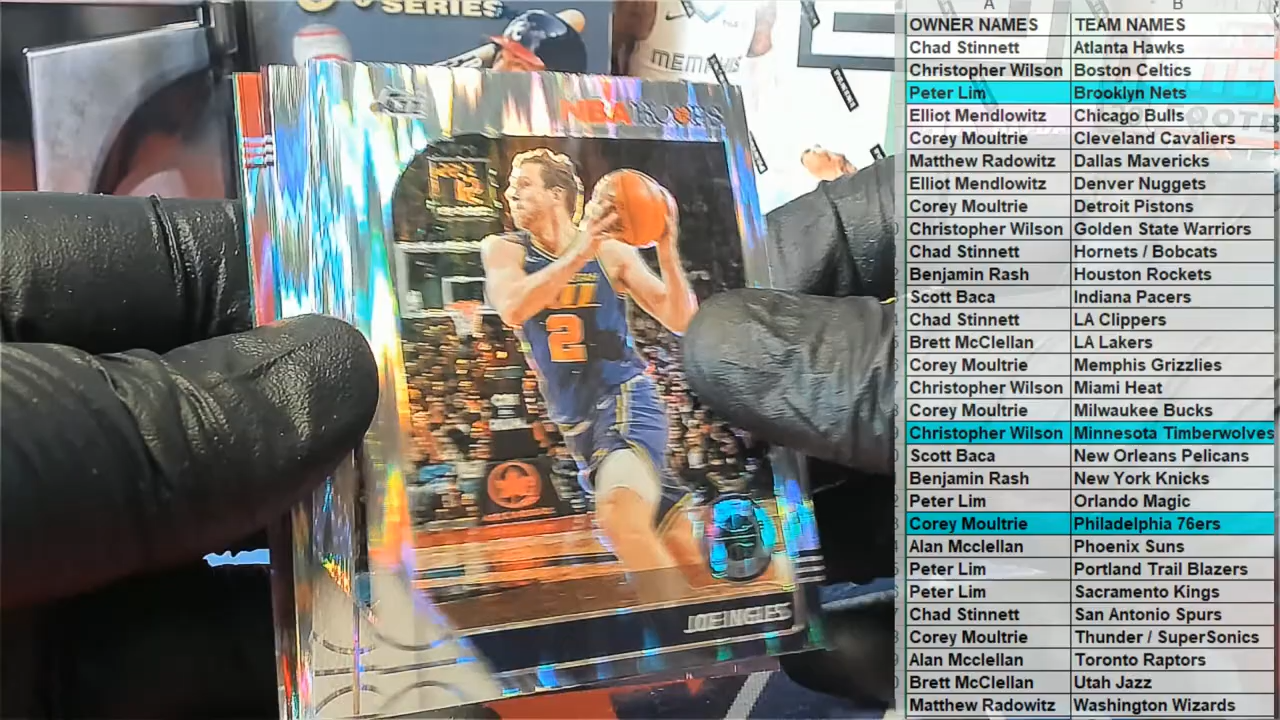 SERIES
MEMPHIS
NBA HOOPS
2
JOE INGLES
A B
OWNER NAMES TEAM NAMES
Chad Stinnett Atlanta Hawks
Christopher Wilson Boston Celtics
Peter Lim Brooklyn Nets
Elliot Mendlowitz Chicago Bulls
Corey Moultrie Cleveland Cavaliers
Matthew Radowitz Dallas Mavericks
Elliot Mendlowitz Denver Nuggets
Corey Moultrie Detroit Pistons
Christopher Wilson Golden State Warriors
Chad Stinnett Hornets / Bobcats
Benjamin Rash Houston Rockets
Scott Baca Indiana Pacers
Chad Stinnett LA Clippers
Brett McClellan LA Lakers
Corey Moultrie Memphis Grizzlies
Christopher Wilson Miami Heat
Corey Moultrie Milwaukee Bucks
Christopher Wilson Minnesota Timberwolves
Scott Baca New Orleans Pelicans
Benjamin Rash New York Knicks
Peter Lim Orlando Magic
Corey Moultrie Philadelphia 76ers
Alan Mcclellan Phoenix Suns
Peter Lim Portland Trail Blazers
Peter Lim Sacramento Kings
Chad Stinnett San Antonio Spurs
Corey Moultrie Thunder / SuperSonics
Alan Mcclellan Toronto Raptors
Brett McClellan Utah Jazz
Matthew Radowitz Washington Wizards